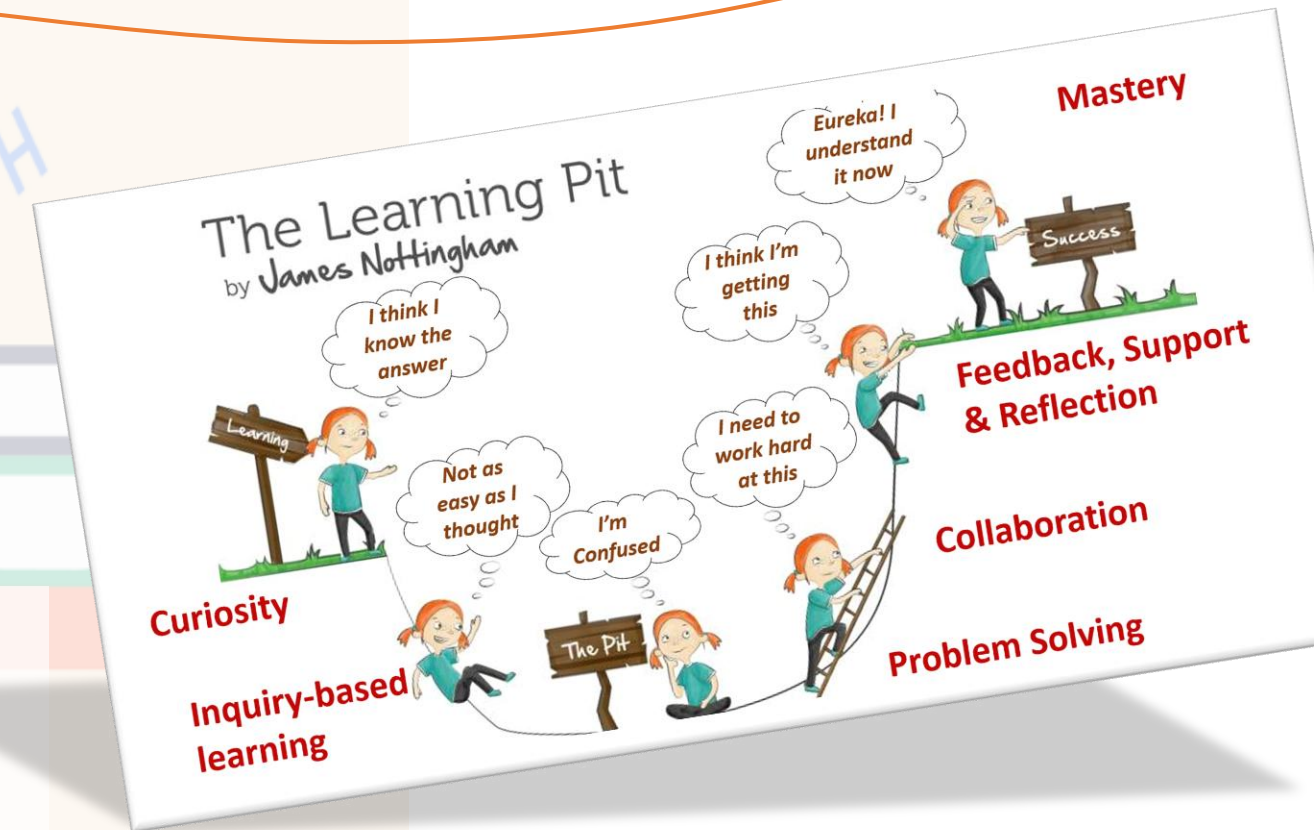 H
The Learning Pit
by James Nottingham
I think I
know the
answer
Learning
Curiosity
Not as
easy as I
thought
Inquiry-based
learning
I'm
Confused
The Pit
I need to
work hard
at this
Problem Solving
Collaboration
I think I'm
getting
this
Feedback, Support
& Reflection
Eureka! I
understand
it now
Success
Mastery